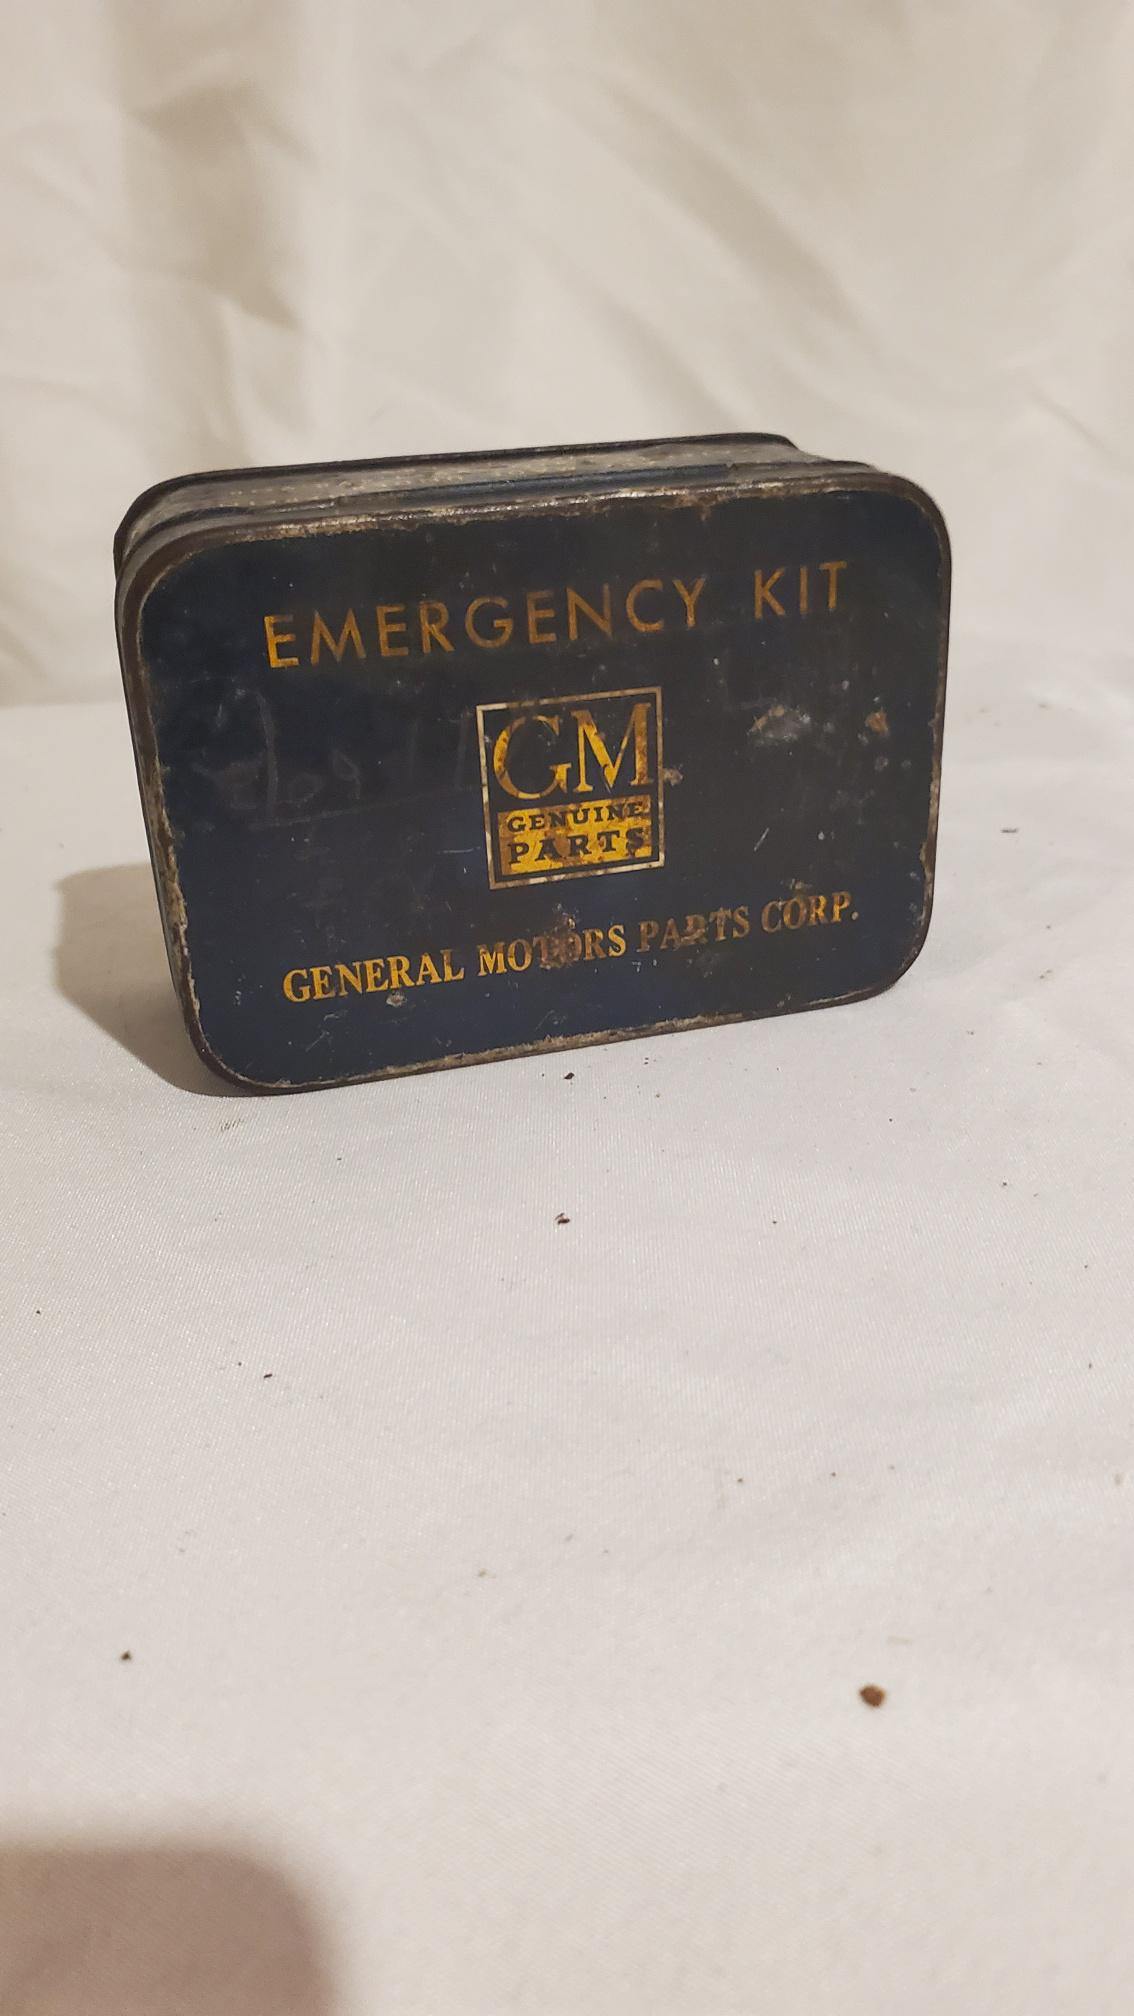 EMERGENCY KIT
GM
GENUINE
PARTS
GENERAL MOTORS PARTS CORP.